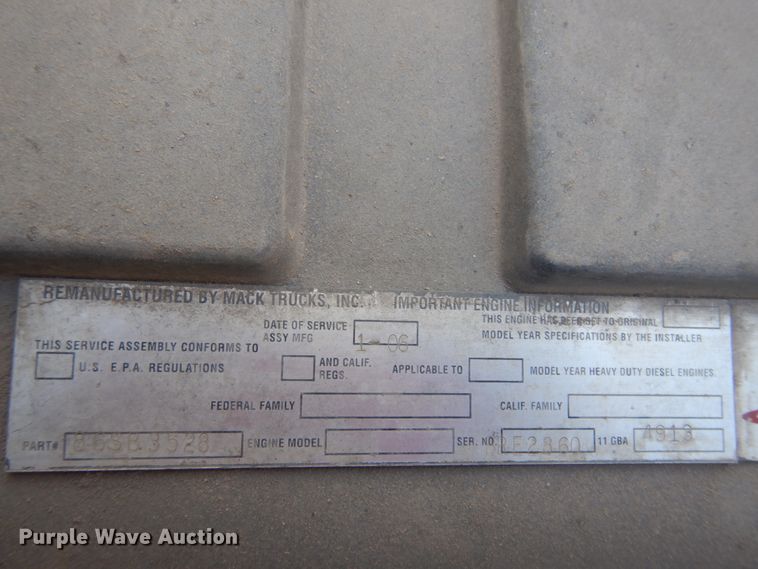 REMANUFACTURED BY MACK TRUCKS, INC. IMPORTANT ENGINE INFORMATION
DATE OF SERVICE ASSY MFG 1-06
THIS ENGINE HAS BEEN SET TO ORIGINAL
MODEL YEAR SPECIFICATIONS BY THE INSTALLER
THIS SERVICE ASSEMBLY CONFORMS TO
U.S. E.P.A. REGULATIONS AND CALIF. REGS. APPLICABLE TO MODEL YEAR HEAVY DUTY DIESEL ENGINES.
FEDERAL FAMILY CALIF. FAMILY
PART# 86SB3528 ENGINE MODEL SER. NO. 11 GBA 4913
Purple Wave Auction